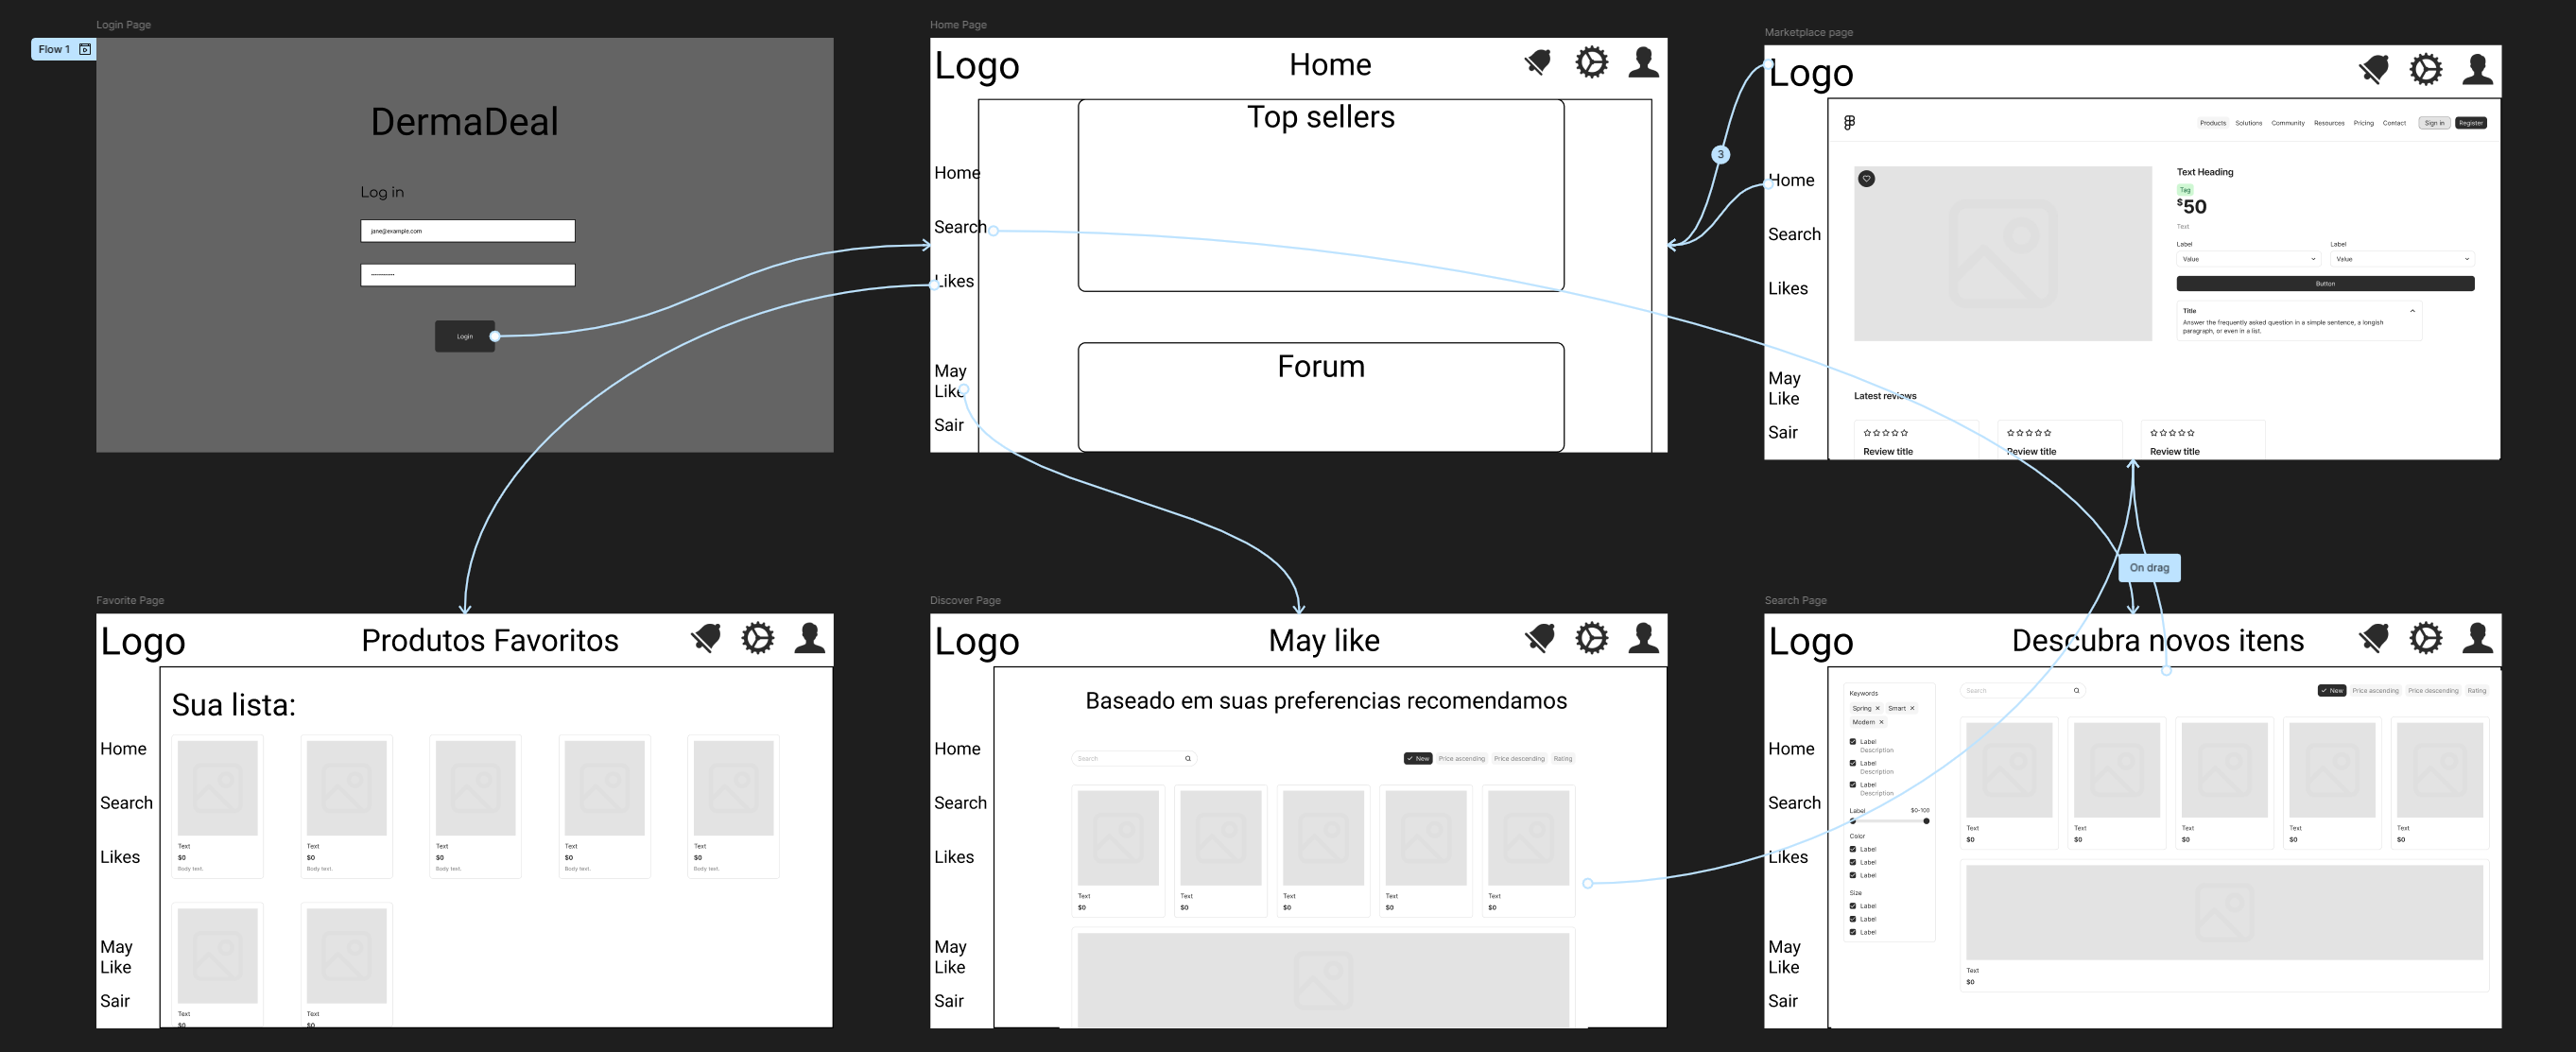 Login Page
Flow 1
DermaDeal
Log in
jane@example.com
Login
Home Page
Logo
Home
Home
Search
Likes
May
Like
Sair
Top sellers
Forum
3
Marketplace page
Logo
Home
Search
Likes
May
Like
Sair
Products Solutions Community Resources Pricing Contact Sign in Register
Text Heading
Tag
$50
Text
Label Label
Value Value
Button
Title
Answer the frequently asked question in a simple sentence, a longish
paragraph, or even in a list.
Latest reviews
Review title Review title Review title
On drag
Favorite Page
Logo
Produtos Favoritos
Home
Search
Likes
May
Like
Sair
Sua lista:
Text Text Text Text Text
$0 $0 $0 $0 $0
Body text. Body text. Body text. Body text. Body text.
Text Text
$0 $0
Discover Page
Logo
May like
Home
Search
Likes
May
Like
Sair
Baseado em suas preferencias recomendamos
Search
New Price ascending Price descending Rating
Text Text Text Text Text
$0 $0 $0 $0 $0
Search Page
Logo
Descubra novos itens
Home
Search
Likes
May
Like
Sair
Keywords
Spring Smart
Modern
Label
Description
Label
Description
Label
Description
Label $0-100
Color
Label
Label
Label
Size
Label
Label
Label
Search
New Price ascending Price descending Rating
Text Text Text Text Text
$0 $0 $0 $0 $0
Text
$0